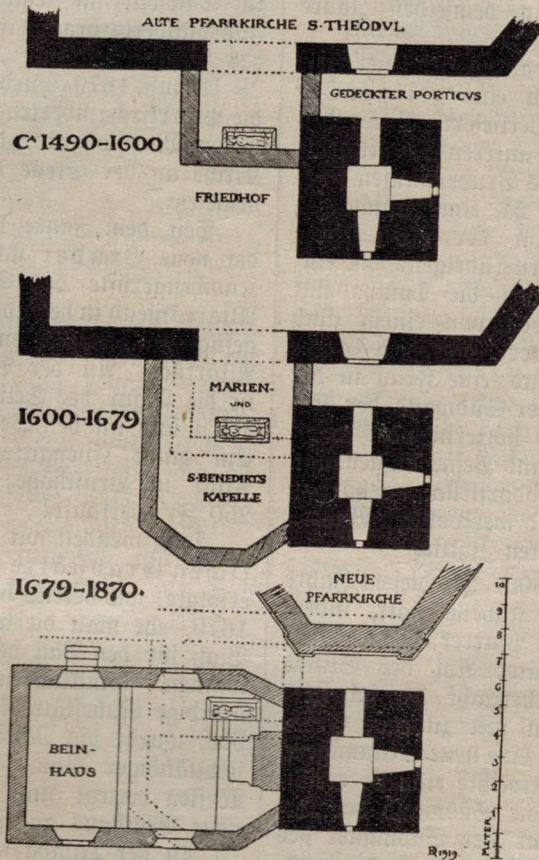 ALTE PFARRKIRCHE S·THEODVL
GEDECKTER PORTICVS
CA 1490-1600
FRIEDHOF
MARIEN-
UND
1600-1679
S·BENEDIKTS
KAPELLE
1679-1870.
NEUE
PFARRKIRCHE
BEIN-
HAUS
10
9
8
7
6
5
4
3
2
1
METER
1919.